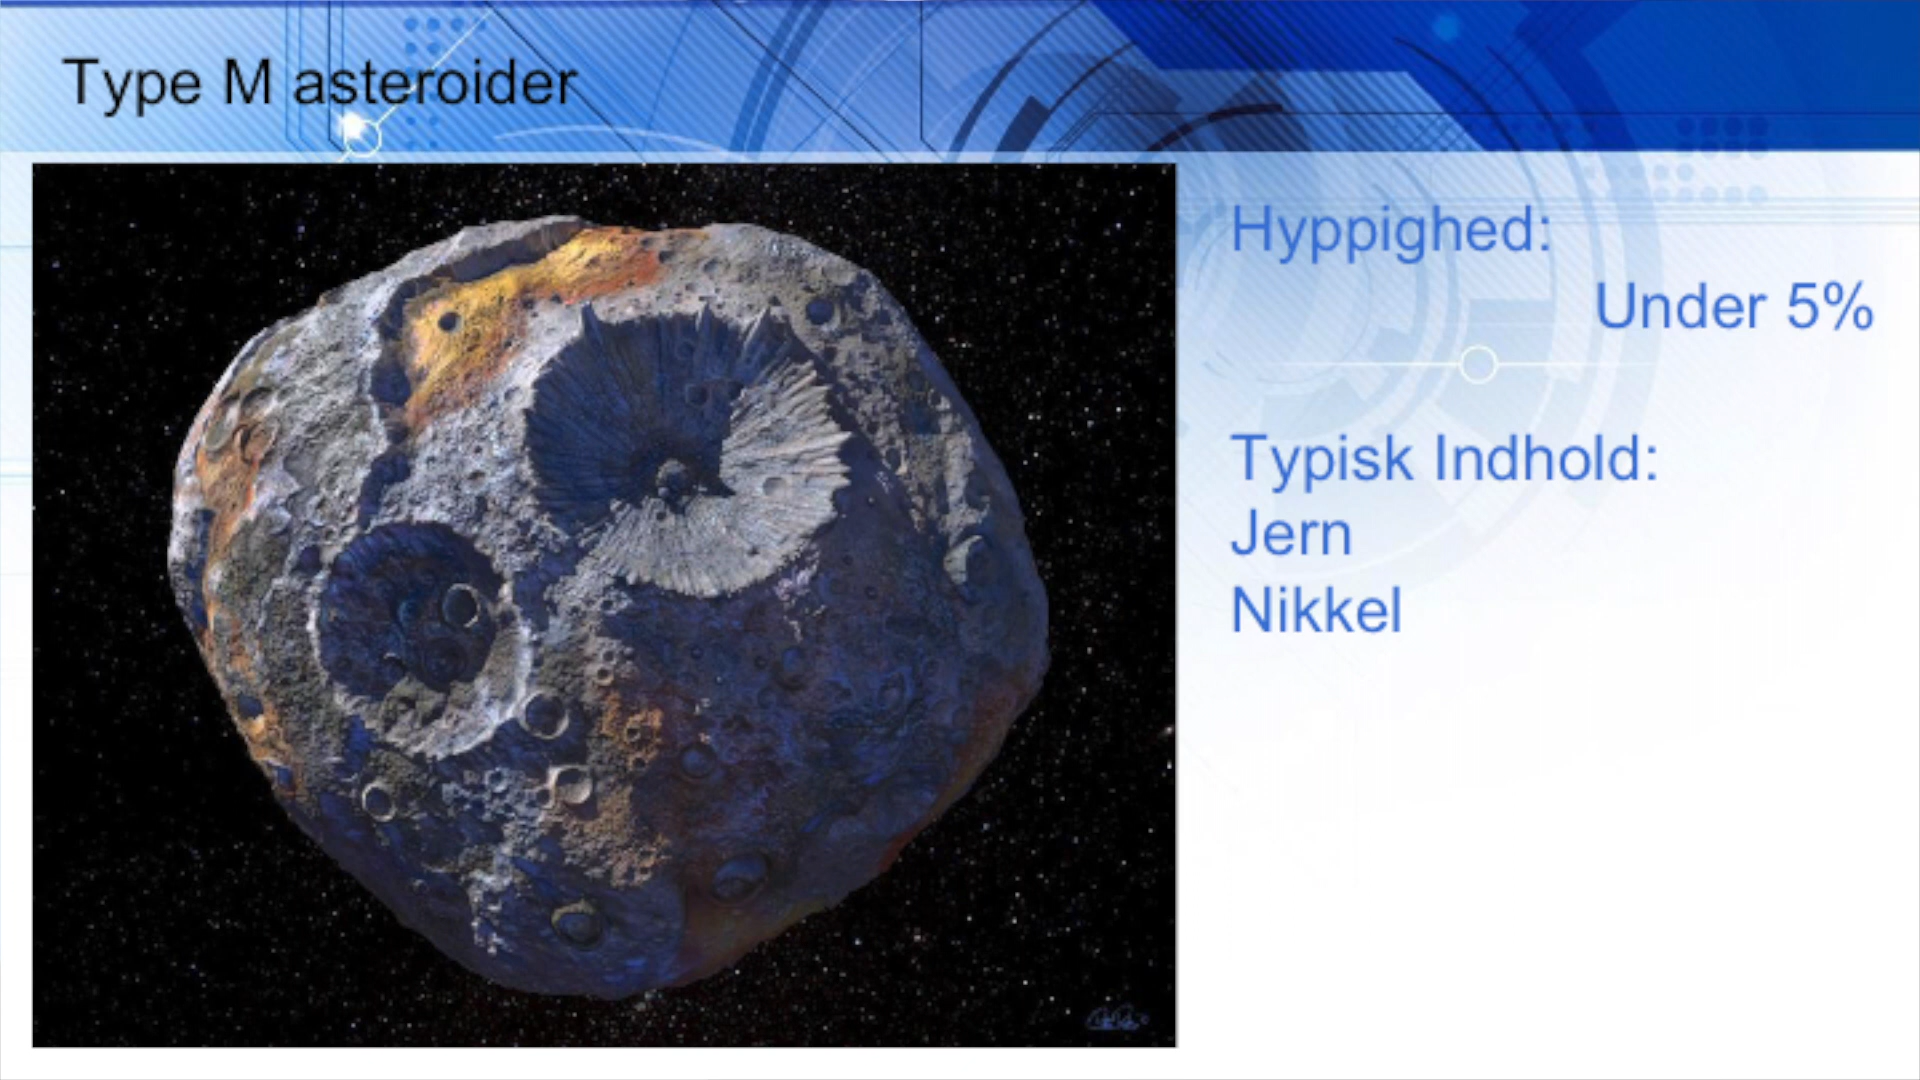 Type M asteroider
Hyppighed:
Under 5%
Typisk Indhold:
Jern
Nikkel